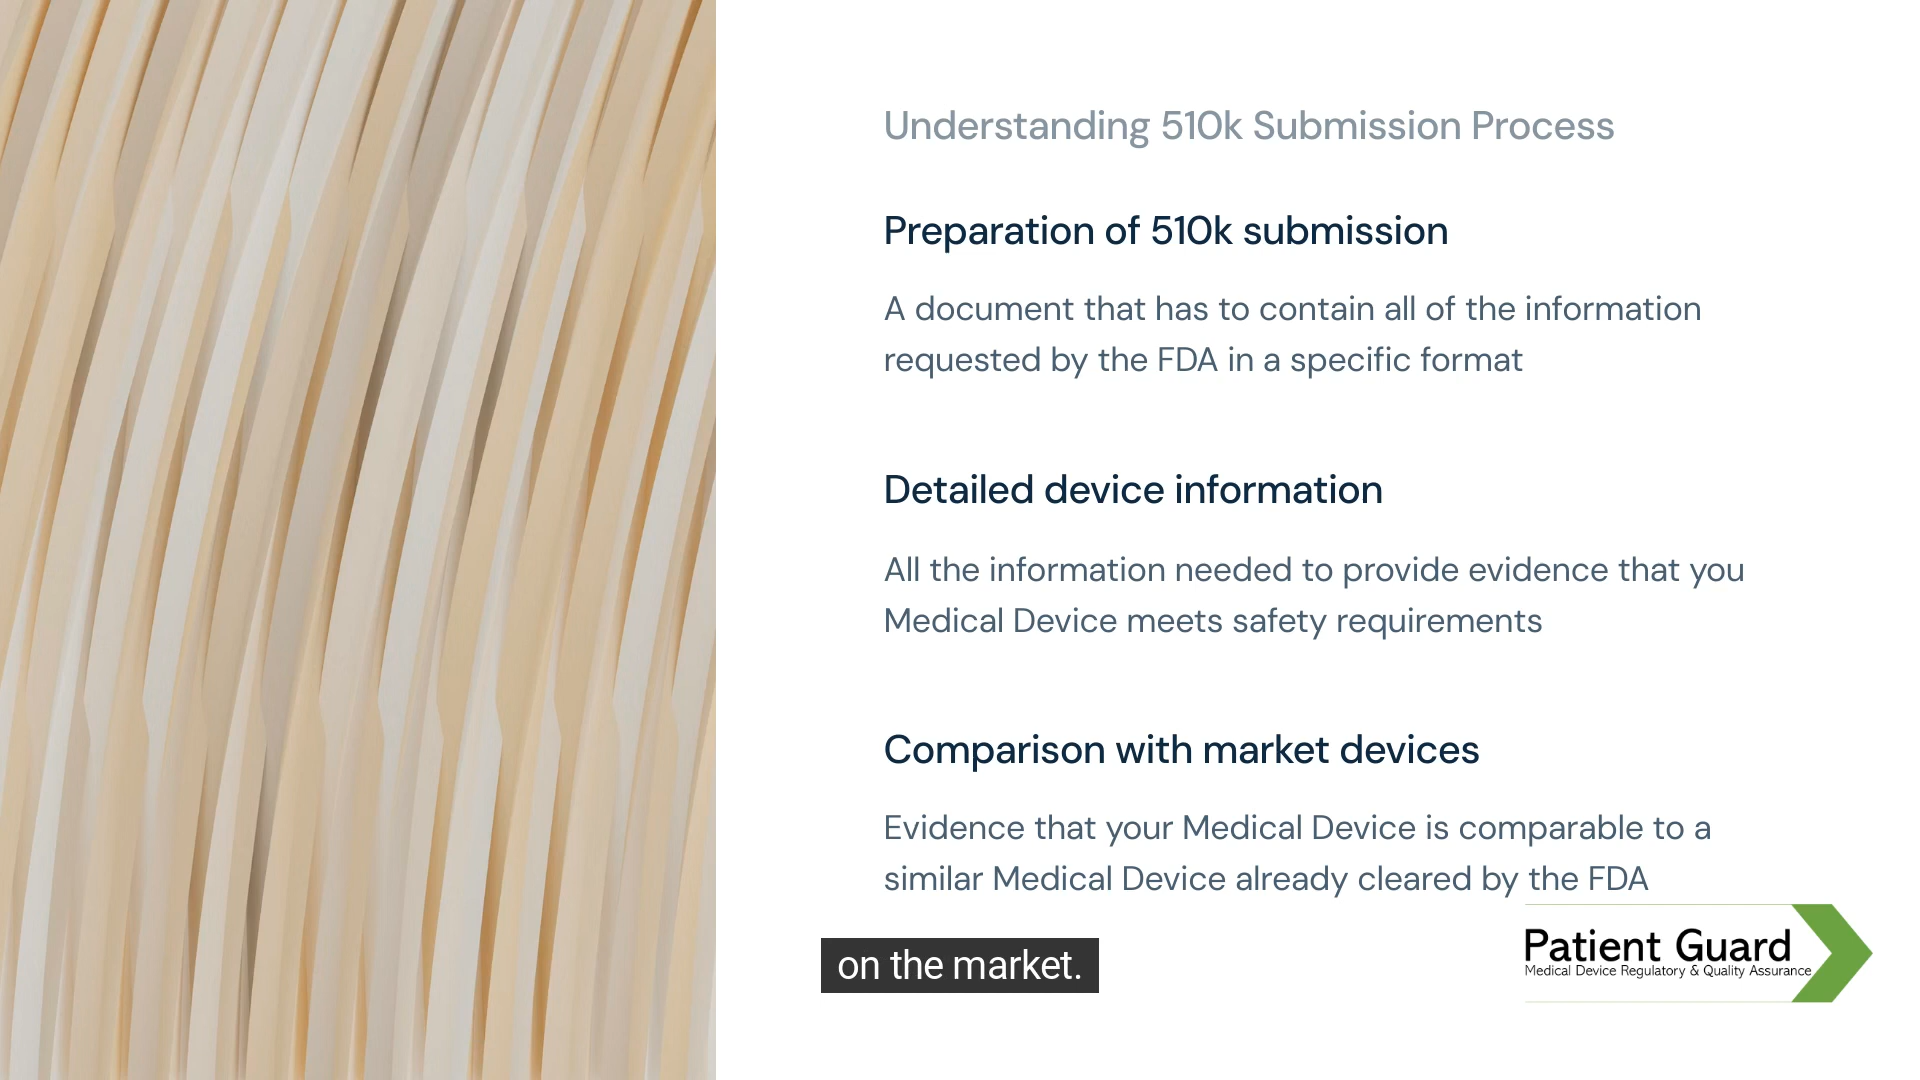 Understanding 510k Submission Process
Preparation of 510k submission
A document that has to contain all of the information
requested by the FDA in a specific format
Detailed device information
All the information needed to provide evidence that you
Medical Device meets safety requirements
Comparison with market devices
Evidence that your Medical Device is comparable to a
similar Medical Device already cleared by the FDA
on the market.
Patient Guard
Medical Device Regulatory & Quality Assurance